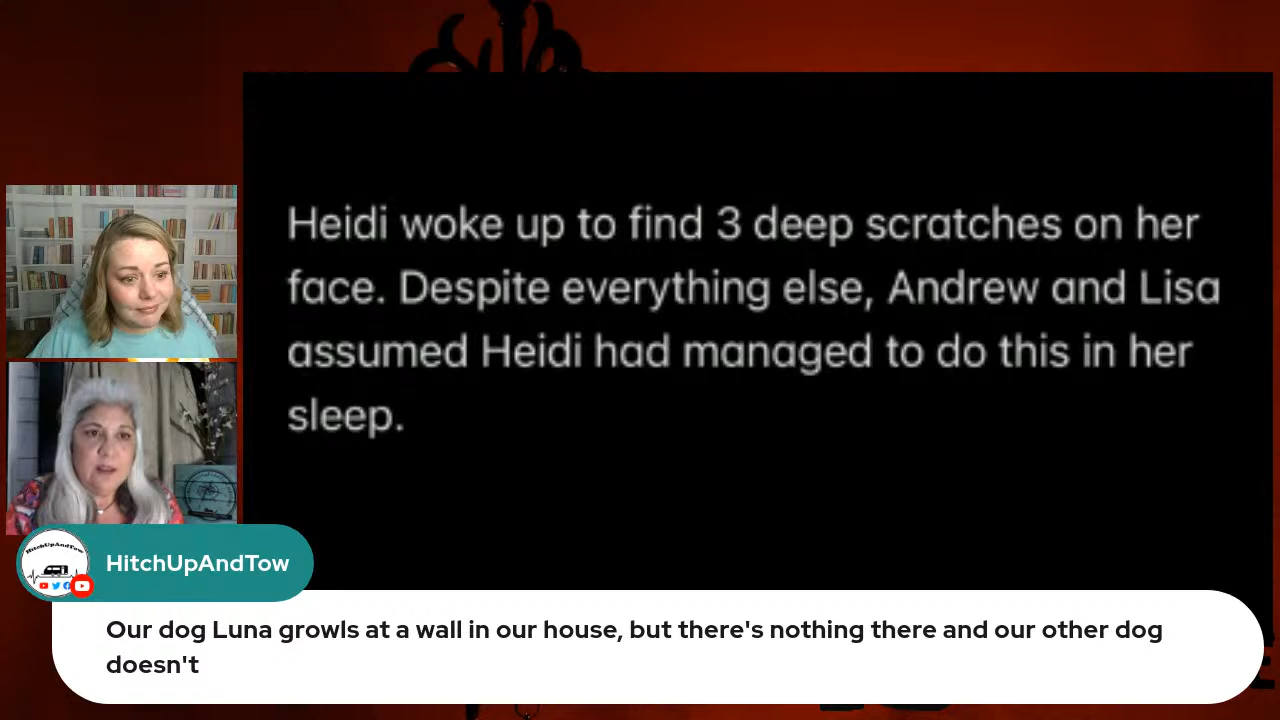 Heidi woke up to find 3 deep scratches on her
face. Despite everything else, Andrew and Lisa
assumed Heidi had managed to do this in her
sleep.
HitchUpAndTow
HitchUpAndTow
Our dog Luna growls at a wall in our house, but there's nothing there and our other dog
doesn't